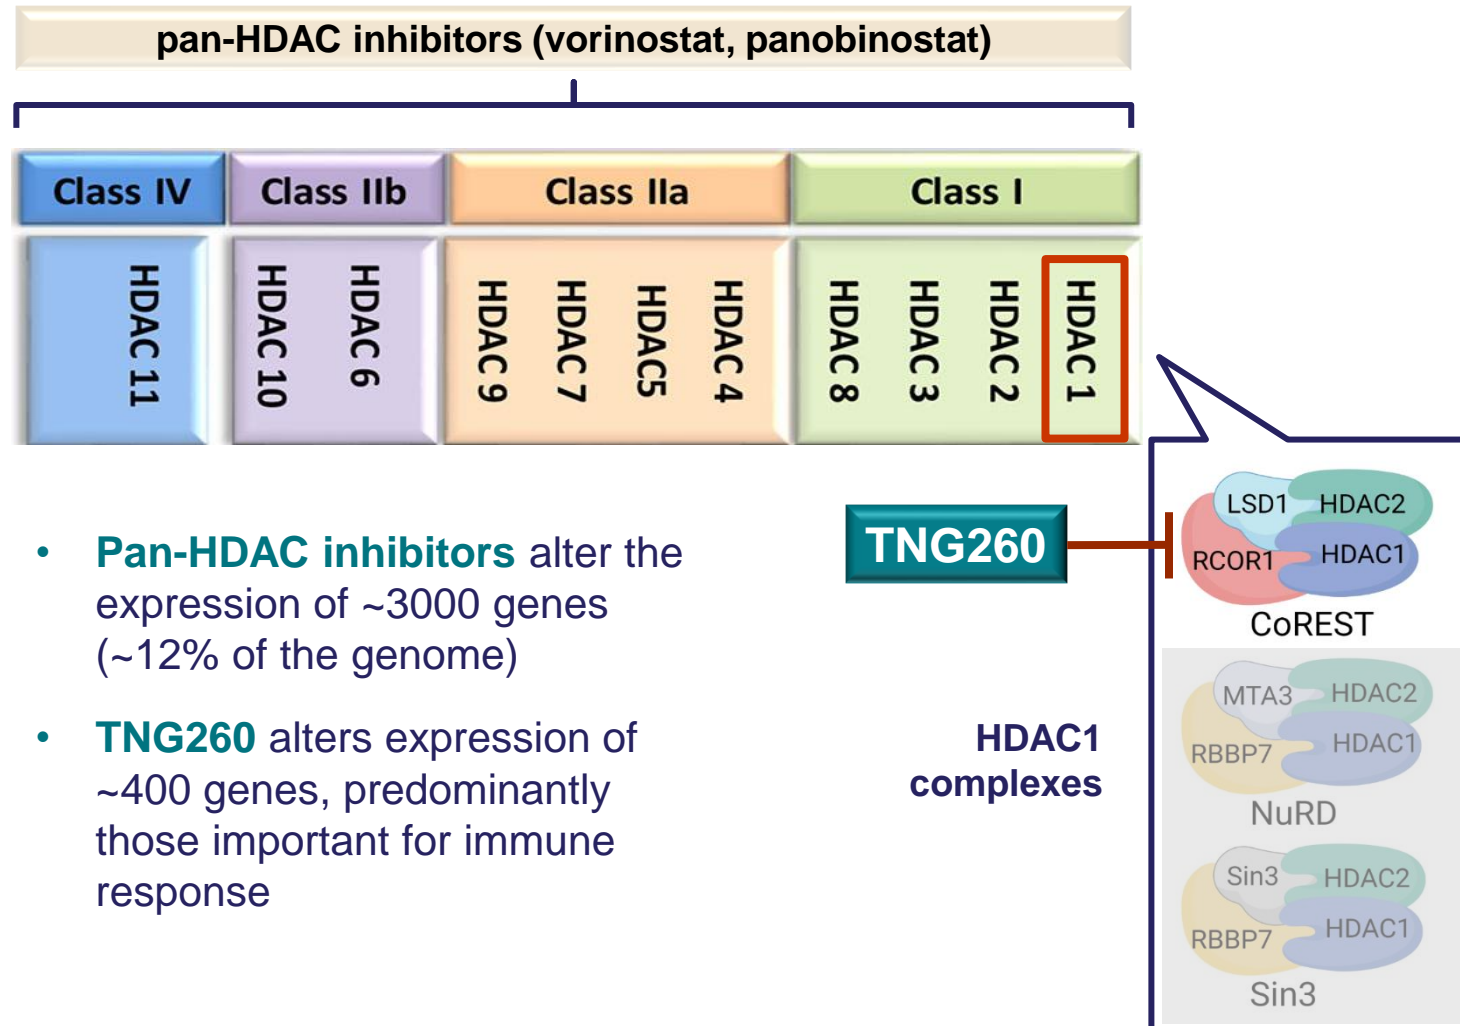 pan-HDAC inhibitors (vorinostat, panobinostat)
Class IV
Class IIb
Class IIa
Class I
HDAC 11
HDAC 10
HDAC 6
HDAC 9
HDAC 7
HDAC5
HDAC 4
HDAC 8
HDAC 3
HDAC 2
HDAC 1
• Pan-HDAC inhibitors alter the
expression of ~3000 genes
(~12% of the genome)
• TNG260 alters expression of
~400 genes, predominantly
those important for immune
response
TNG260
HDAC1
complexes
LSD1
HDAC2
RCOR1
HDAC1
CoREST
MTA3
HDAC2
RBBP7
HDAC1
NuRD
Sin3
HDAC2
RBBP7
HDAC1
Sin3